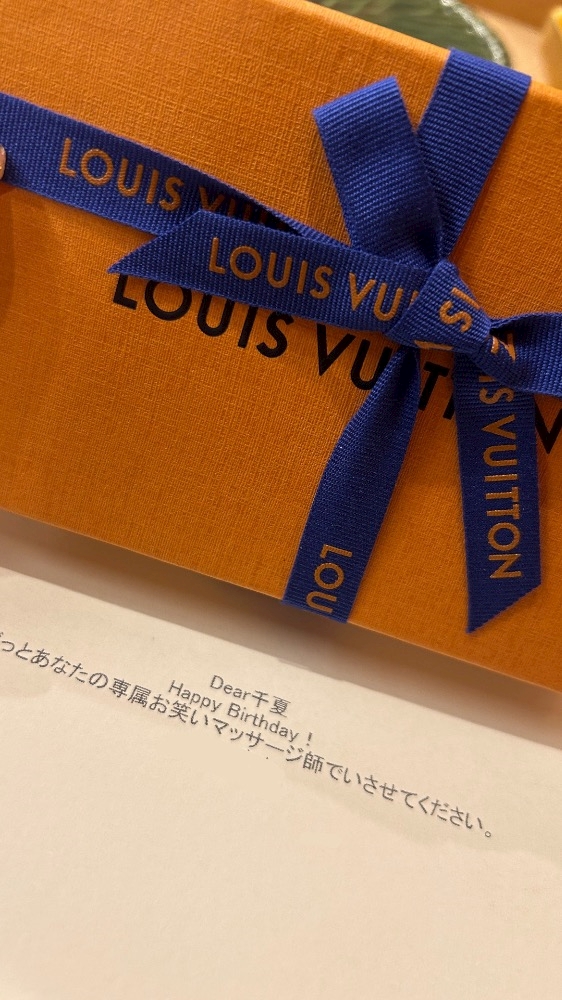 LOUIS VU
LOUIS VU
LOUIS VUITT
IS VUITTON
LOU
Dear千夏
Happy Birthday！
っとあなたの専属お笑いマッサージ師でいさせてください。